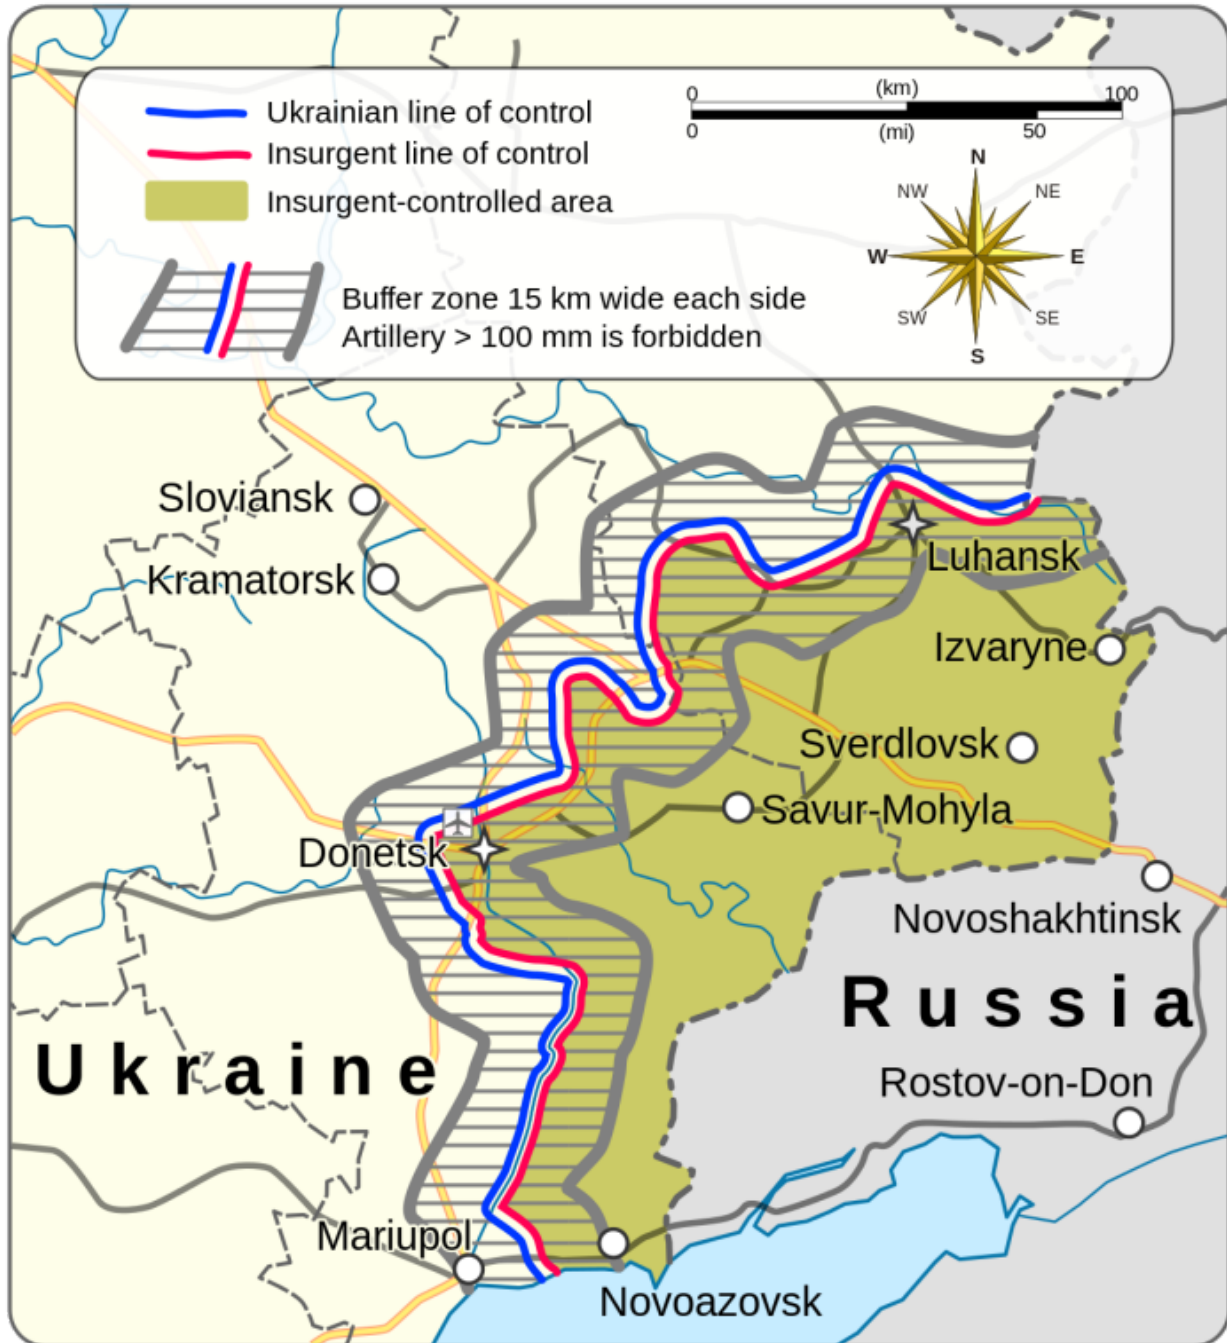 Ukrainian line of control
Insurgent line of control
Insurgent-controlled area
Buffer zone 15 km wide each side
Artillery > 100 mm is forbidden
0 (km) 100
0 (mi) 50
N
NW NE
W E
SW SE
S
Sloviansk
Kramatorsk
Luhansk
Izvaryne
Sverdlovsk
Savur-Mohyla
Donetsk
Novoshakhtinsk
Russia
Ukraine
Rostov-on-Don
Mariupol
Novoazovsk